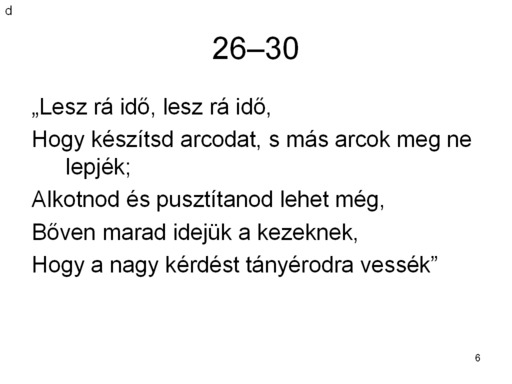 d
26–30
„Lesz rá idő, lesz rá idő,
Hogy készítsd arcodat, s más arcok meg ne
lepjék;
Alkotnod és pusztítanod lehet még,
Bőven marad idejük a kezeknek,
Hogy a nagy kérdést tányérodra vessék”
6